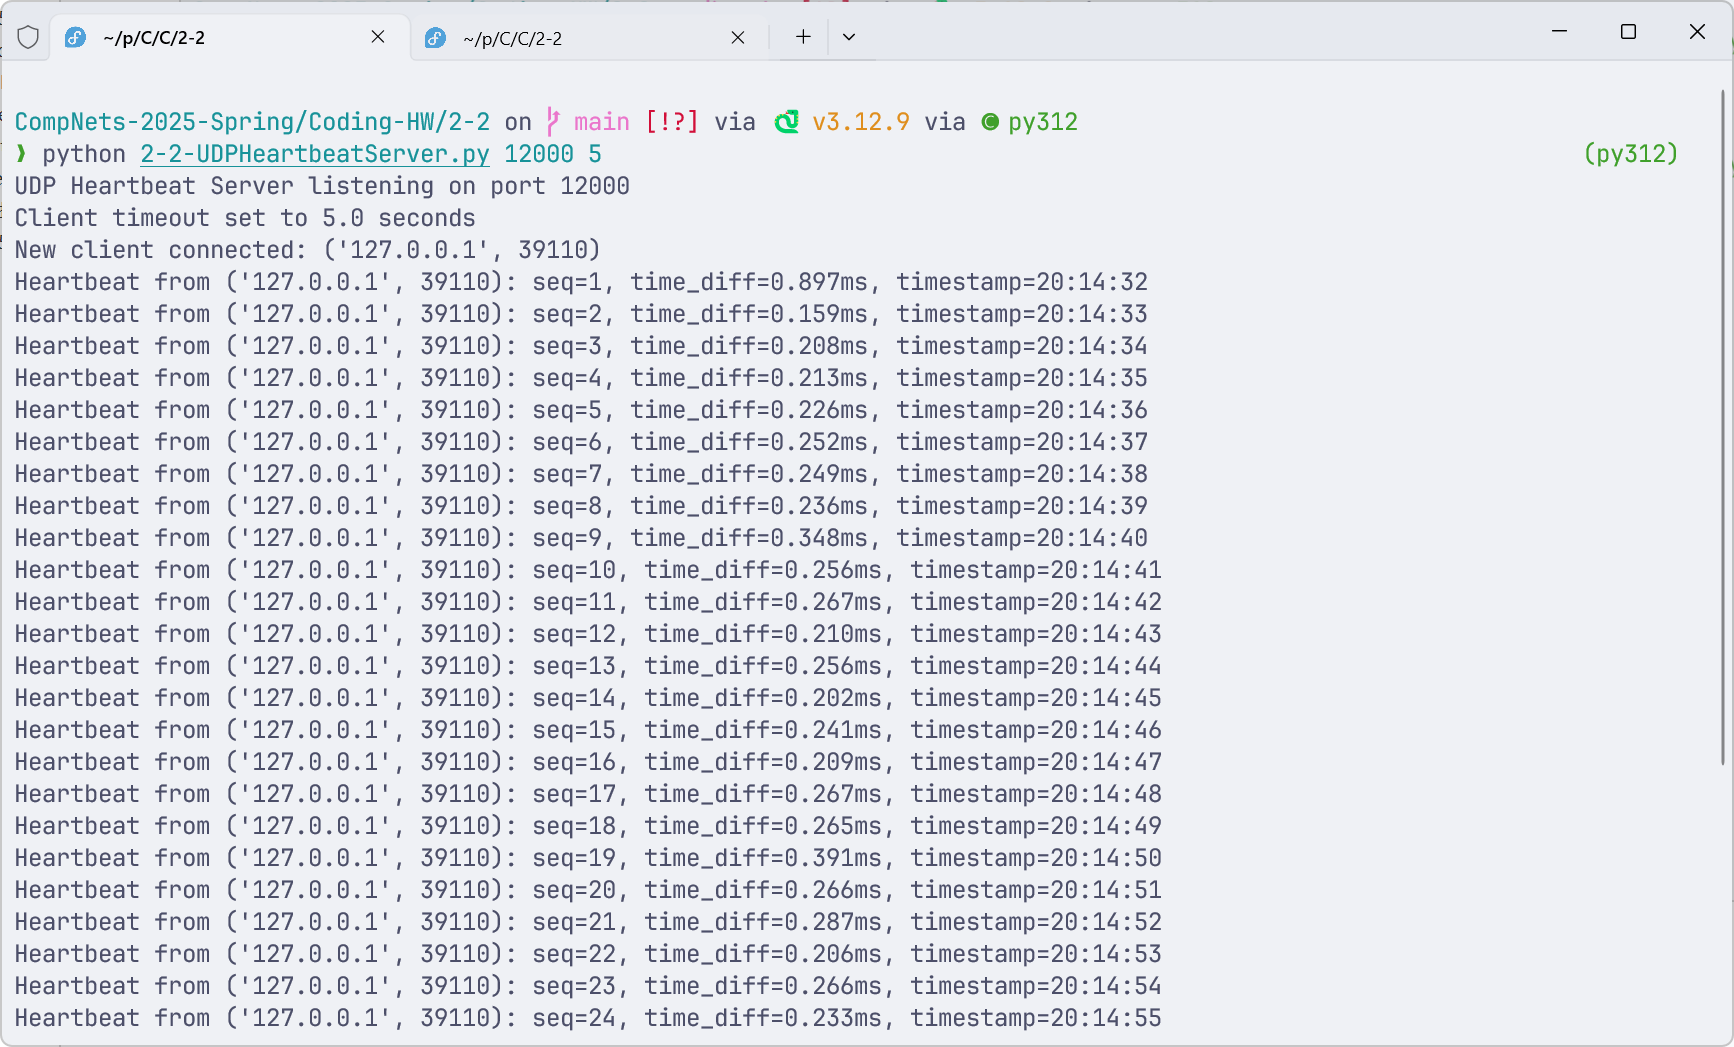 ~/p/C/C/2-2 ~/p/C/C/2-2
CompNets-2025-Spring/Coding-HW/2-2 on main [!?] via v3.12.9 via py312
❯ python 2-2-UDPHeartbeatServer.py 12000 5 (py312)
UDP Heartbeat Server listening on port 12000
Client timeout set to 5.0 seconds
New client connected: ('127.0.0.1', 39110)
Heartbeat from ('127.0.0.1', 39110): seq=1, time_diff=0.897ms, timestamp=20:14:32
Heartbeat from ('127.0.0.1', 39110): seq=2, time_diff=0.159ms, timestamp=20:14:33
Heartbeat from ('127.0.0.1', 39110): seq=3, time_diff=0.208ms, timestamp=20:14:34
Heartbeat from ('127.0.0.1', 39110): seq=4, time_diff=0.213ms, timestamp=20:14:35
Heartbeat from ('127.0.0.1', 39110): seq=5, time_diff=0.226ms, timestamp=20:14:36
Heartbeat from ('127.0.0.1', 39110): seq=6, time_diff=0.252ms, timestamp=20:14:37
Heartbeat from ('127.0.0.1', 39110): seq=7, time_diff=0.249ms, timestamp=20:14:38
Heartbeat from ('127.0.0.1', 39110): seq=8, time_diff=0.236ms, timestamp=20:14:39
Heartbeat from ('127.0.0.1', 39110): seq=9, time_diff=0.348ms, timestamp=20:14:40
Heartbeat from ('127.0.0.1', 39110): seq=10, time_diff=0.256ms, timestamp=20:14:41
Heartbeat from ('127.0.0.1', 39110): seq=11, time_diff=0.267ms, timestamp=20:14:42
Heartbeat from ('127.0.0.1', 39110): seq=12, time_diff=0.210ms, timestamp=20:14:43
Heartbeat from ('127.0.0.1', 39110): seq=13, time_diff=0.256ms, timestamp=20:14:44
Heartbeat from ('127.0.0.1', 39110): seq=14, time_diff=0.202ms, timestamp=20:14:45
Heartbeat from ('127.0.0.1', 39110): seq=15, time_diff=0.241ms, timestamp=20:14:46
Heartbeat from ('127.0.0.1', 39110): seq=16, time_diff=0.209ms, timestamp=20:14:47
Heartbeat from ('127.0.0.1', 39110): seq=17, time_diff=0.267ms, timestamp=20:14:48
Heartbeat from ('127.0.0.1', 39110): seq=18, time_diff=0.265ms, timestamp=20:14:49
Heartbeat from ('127.0.0.1', 39110): seq=19, time_diff=0.391ms, timestamp=20:14:50
Heartbeat from ('127.0.0.1', 39110): seq=20, time_diff=0.266ms, timestamp=20:14:51
Heartbeat from ('127.0.0.1', 39110): seq=21, time_diff=0.287ms, timestamp=20:14:52
Heartbeat from ('127.0.0.1', 39110): seq=22, time_diff=0.206ms, timestamp=20:14:53
Heartbeat from ('127.0.0.1', 39110): seq=23, time_diff=0.266ms, timestamp=20:14:54
Heartbeat from ('127.0.0.1', 39110): seq=24, time_diff=0.233ms, timestamp=20:14:55